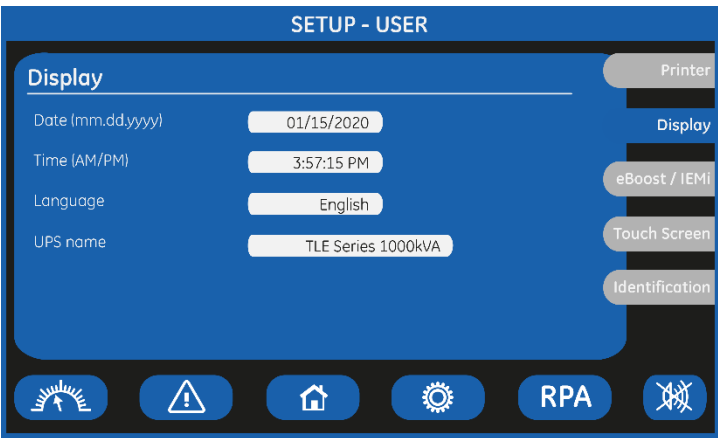 SETUP - USER
Display
Printer
Date (mm.dd.yyyy) 01/15/2020
Display
Time (AM/PM) 3:57:15 PM
eBoost / IEMi
Language English
Touch Screen
UPS name TLE Series 1000kVA
Identification
RPA